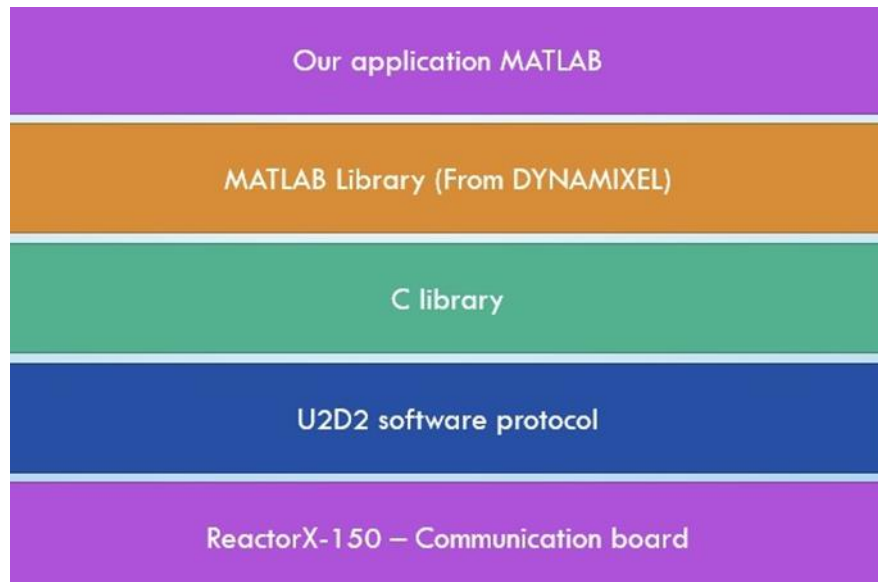 Our application MATLAB
MATLAB Library (From DYNAMIXEL)
C library
U2D2 software protocol
ReactorX-150 – Communication board